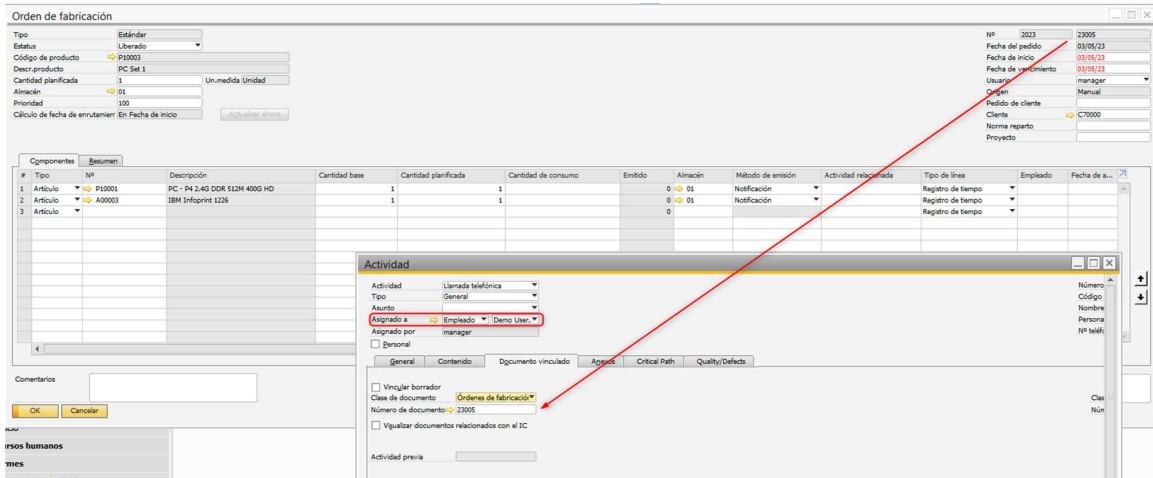 Orden de fabricación
Tipo Estándar Nº 2023 23005
Estatus Liberado Fecha del pedido 03/05/23
Código de producto P10003 Fecha de inicio 03/05/23
Descr.producto PC Set 1 Fecha de vencimiento 03/05/23
Cantidad planificada 1 Un.medida Unidad Usuario manager
Almacén 01 Origen Manual
Prioridad 100 Pedido de cliente
Cálculo de fecha de enrutamien En Fecha de inicio Actualizar ahora Cliente C70000
Norma reparto
Proyecto
Componentes Resumen
# Tipo Nº Descripción Cantidad base Cantidad planificada Cantidad de consumo Emitido Almacén Método de emisión Actividad relacionada Tipo de línea Empleado Fecha de a...
1 Artículo P10001 PC - P4 2.4G DDR 512M 400G HD 1 1 0 01 Notificación Registro de tiempo
2 Artículo A00003 IBM Infoprint 1226 1 1 0 01 Notificación Registro de tiempo
3 Artículo 0 Registro de tiempo
Actividad
Actividad Llamada telefónica Número
Tipo General Código
Asunto Nombre
Asignado a Empleado Demo User, Persona
Asignado por manager Nº teléfo
Personal
General Contenido Documento vinculado Anexos Critical Path Quality/Defects
Comentarios
Vincular borrador
Clase de documento Órdenes de fabricación Clas
OK Cancelar Número de documento 23005 Núm
Visualizar documentos relacionados con el IC
rsos humanos
Actividad previa
rmes